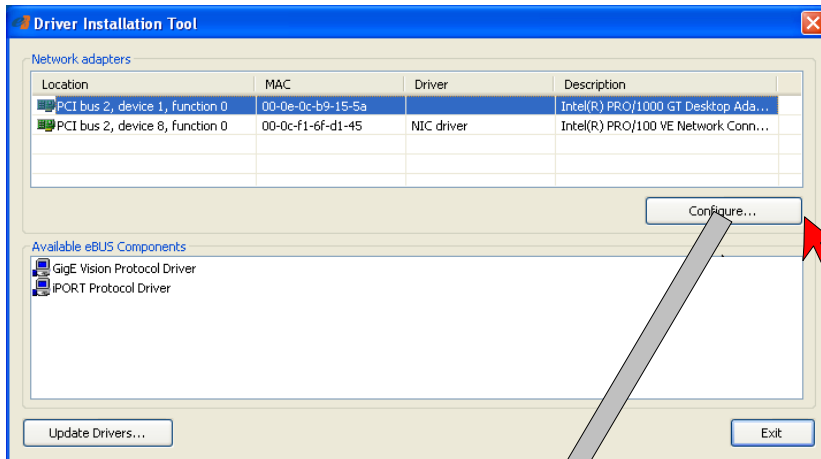 Driver Installation Tool
Network adapters
Location MAC Driver Description
PCI bus 2, device 1, function 0 00-0e-0c-b9-15-5a Intel(R) PRO/1000 GT Desktop Ada...
PCI bus 2, device 8, function 0 00-0c-f1-6f-d1-45 NIC driver Intel(R) PRO/100 VE Network Conn...
Configure...
Available eBUS Components
GigE Vision Protocol Driver
iPORT Protocol Driver
Update Drivers... Exit